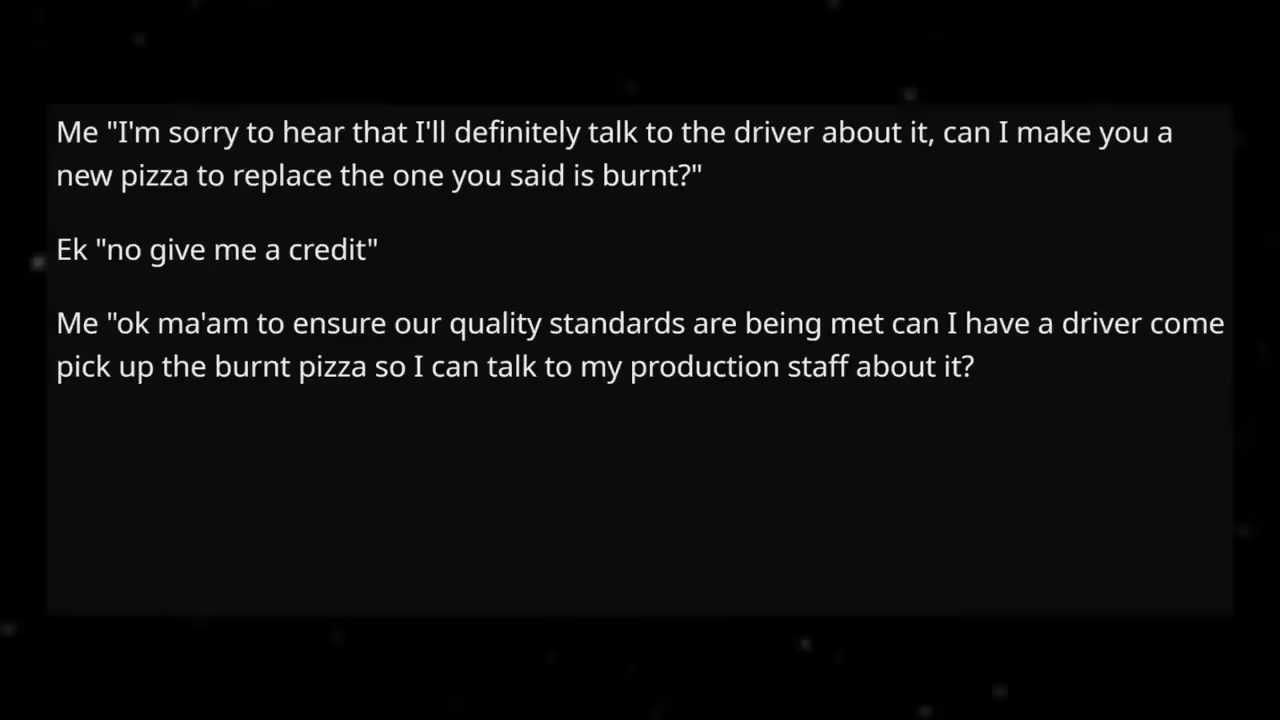 Me "I'm sorry to hear that I'll definitely talk to the driver about it, can I make you a
new pizza to replace the one you said is burnt?"
Ek "no give me a credit"
Me "ok ma'am to ensure our quality standards are being met can I have a driver come
pick up the burnt pizza so I can talk to my production staff about it?